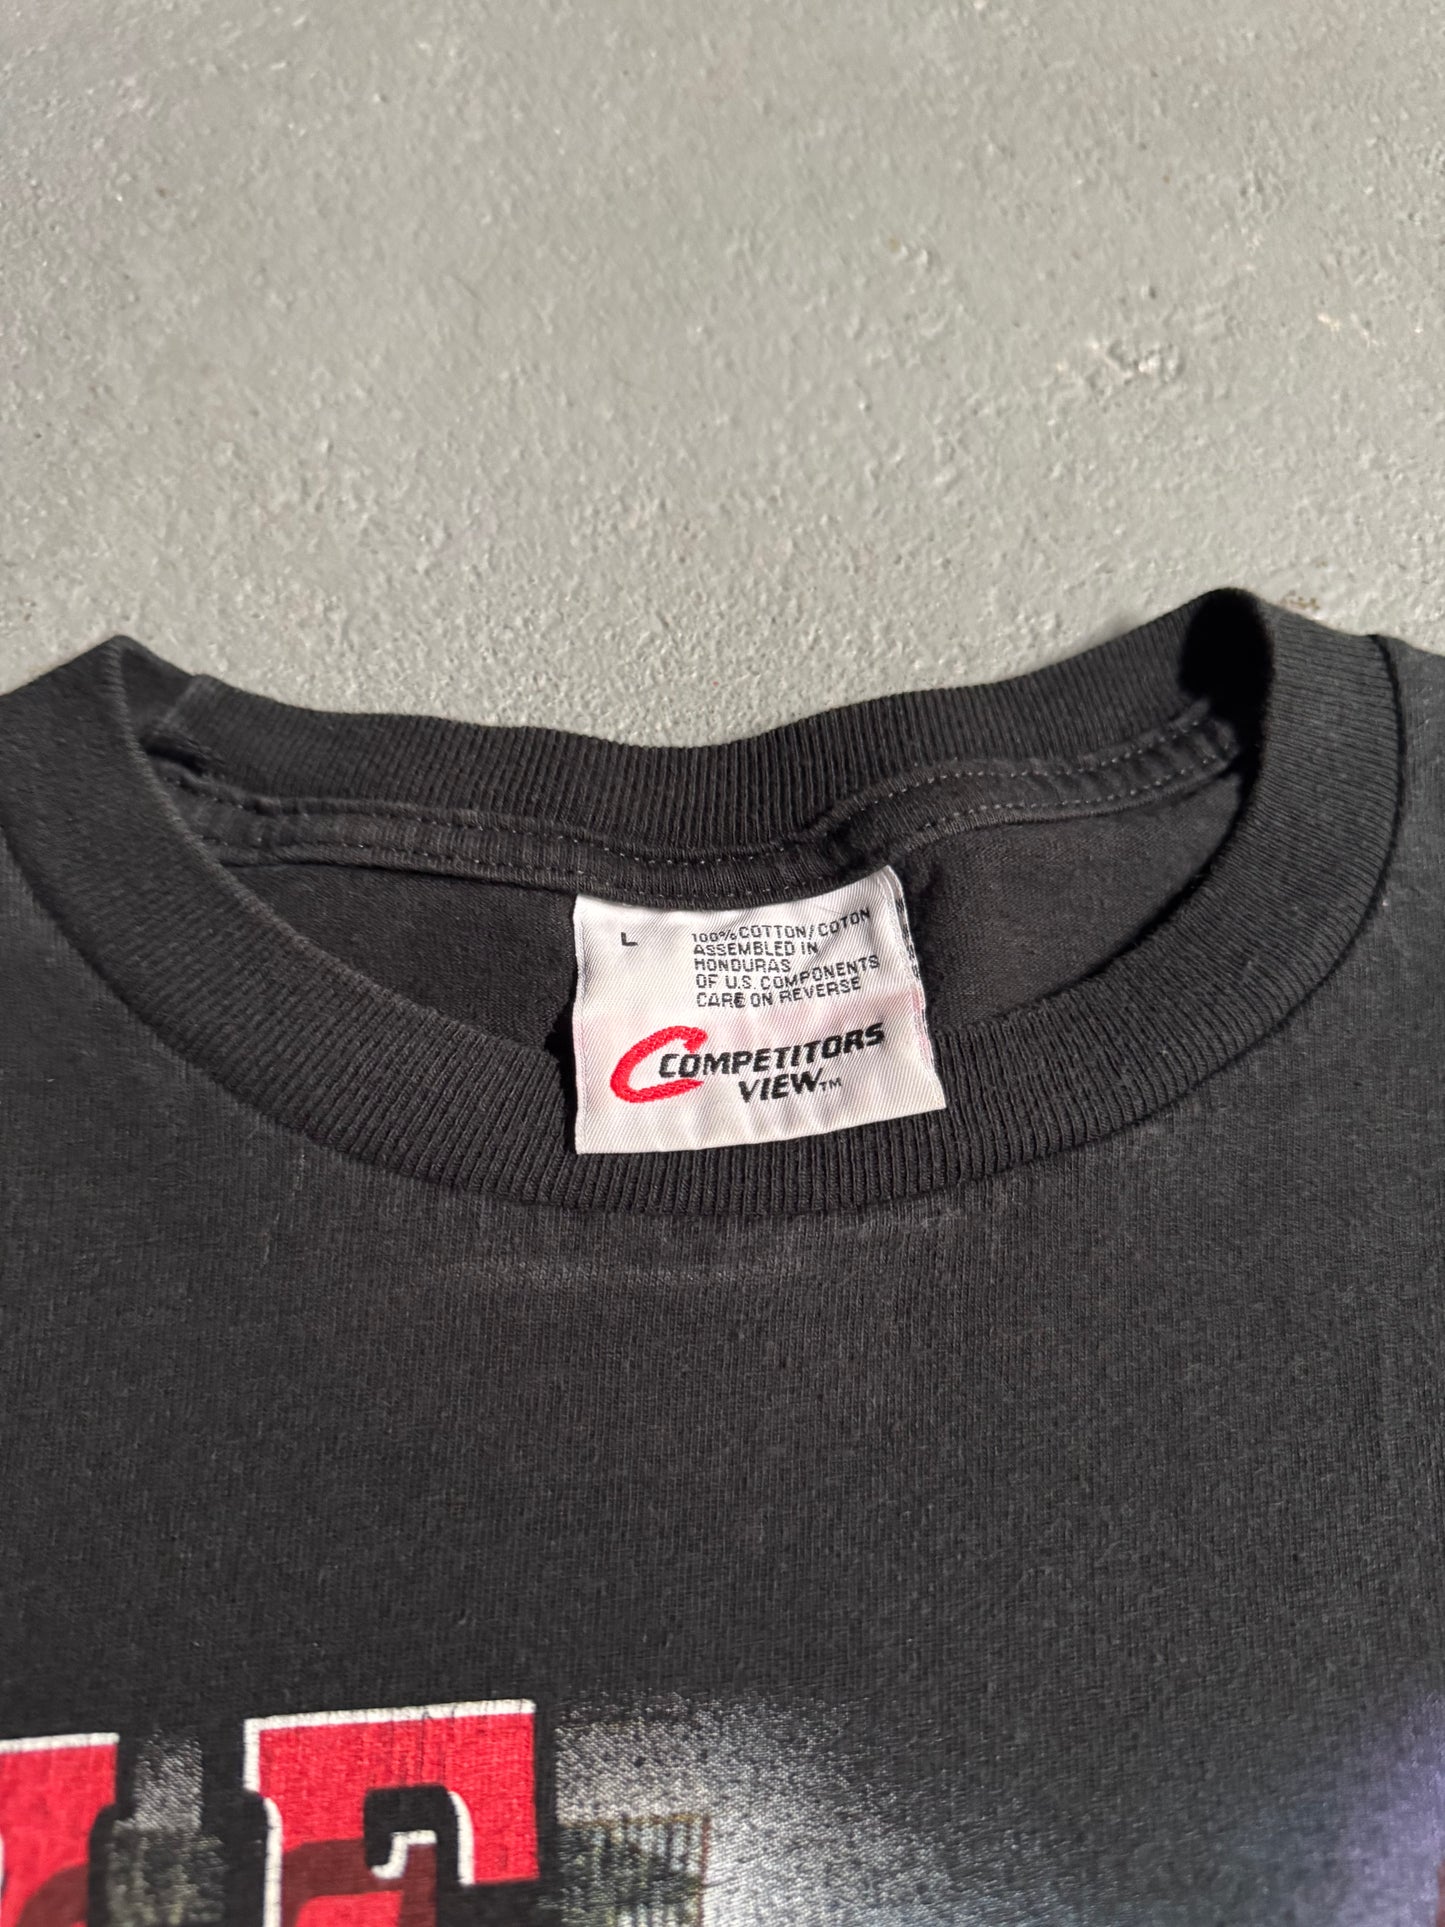 L
100% COTTON/COTON
ASSEMBLED IN
HONDURAS
OF U.S. COMPONENTS
CARE ON REVERSE
COMPETITORS
VIEW™